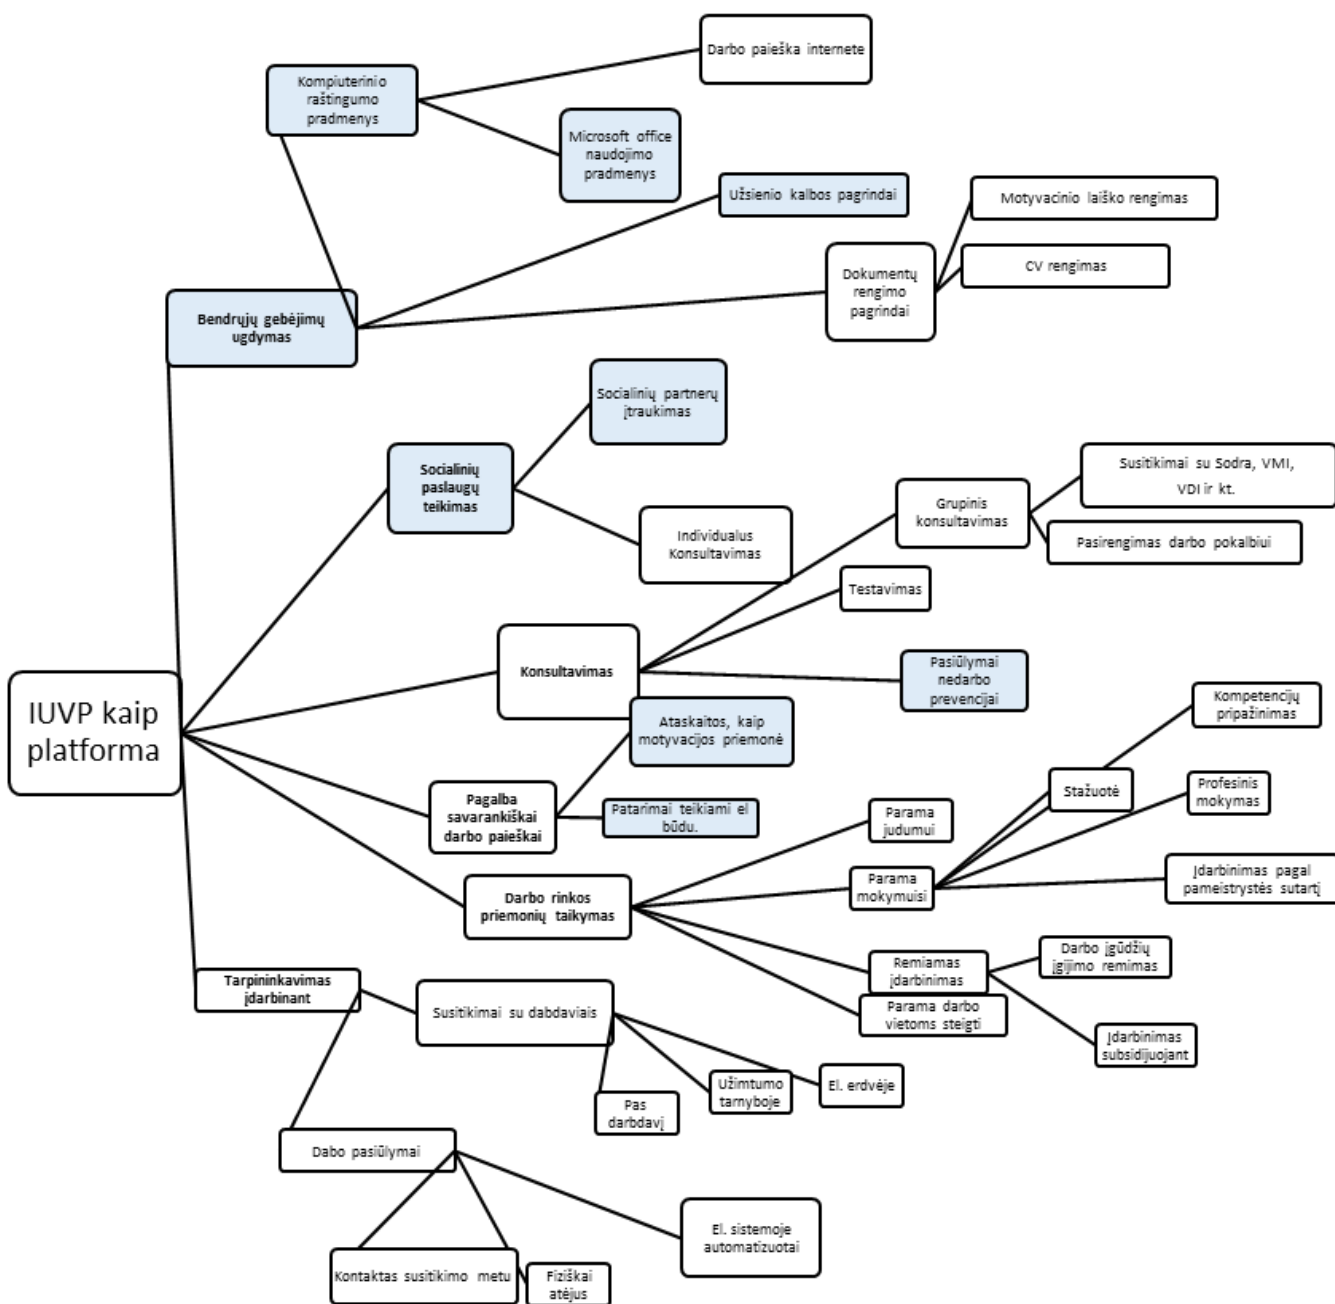 Darbo paieška internete
Kompiuterinio
raštingumo
pradmenys
Microsoft office
naudojimo
pradmenys
Užsienio kalbos pagrindai
Motyvacinio laiško rengimas
CV rengimas
Dokumentų
rengimo
pagrindai
Bendrųjų gebėjimų
ugdymas
Socialinių partnerų
įtraukimas
Socialinių
paslaugų
teikimas
Individualus
Konsultavimas
Grupinis
konsultavimas
Susitikimai su Sodra, VMI,
VDI ir kt.
Pasirengimas darbo pokalbiui
Testavimas
Konsultavimas
Pasiūlymai
nedarbo
prevencijai
IUVP kaip
platforma
Ataskaitos, kaip
motyvacijos priemonė
Pagalba
savarankiškai
darbo paieškai
Patarimai teikiami el
būdu.
Kompetencijų
pripažinimas
Stažuotė
Profesinis
mokymas
Parama
judumui
Parama
mokymuisi
Įdarbinimas pagal
pameistrystės sutartį
Darbo rinkos
priemonių taikymas
Remiamas
įdarbinimas
Darbo įgūdžių
įgijimo remimas
Parama darbo
vietoms steigti
Įdarbinimas
subsidijuojant
Tarpininkavimas
įdarbinant
Susitikimai su dabdaviais
Pas
darbdavį
Užimtumo
tarnyboje
El. erdvėje
Dabo pasiūlymai
El. sistemoje
automatizuotai
Kontaktas susitikimo metu
Fiziškai
atėjus